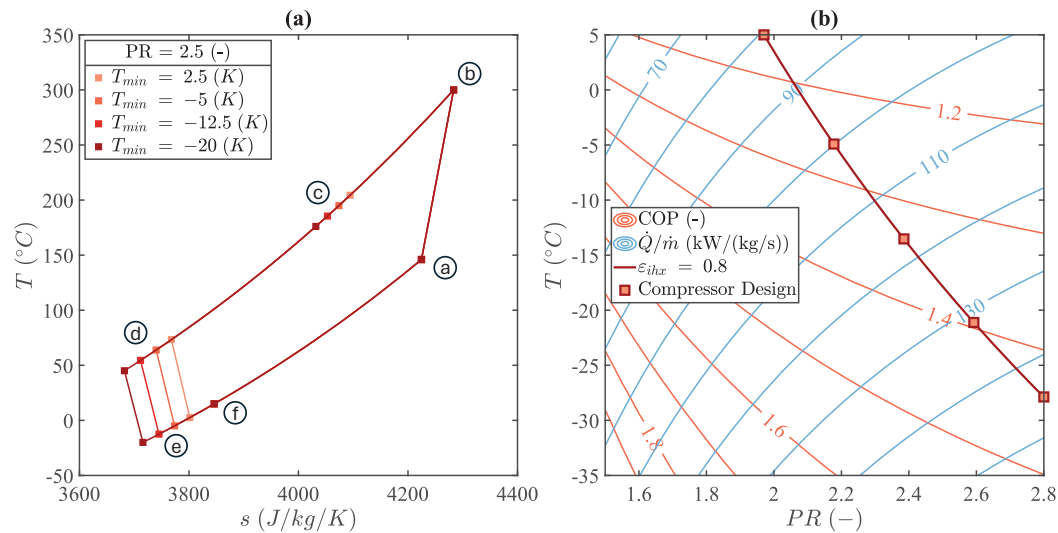 (a)
350
300
250
200
150
100
50
0
-50
T (°C)
3600
3800
4000
4200
4400
s (J/kg/K)
PR = 2.5 (-)
T_min = 2.5 (K)
T_min = −5 (K)
T_min = −12.5 (K)
T_min = −20 (K)
b
c
a
d
f
e
(b)
5
0
-5
-10
-15
-20
-25
-30
-35
T (°C)
1.6
1.8
2
2.2
2.4
2.6
2.8
PR (−)
70
90
1.2
110
COP (-)
Q̇/ṁ (kW/(kg/s))
ε_ihx = 0.8
Compressor Design
130
1.4
1.6
1.8